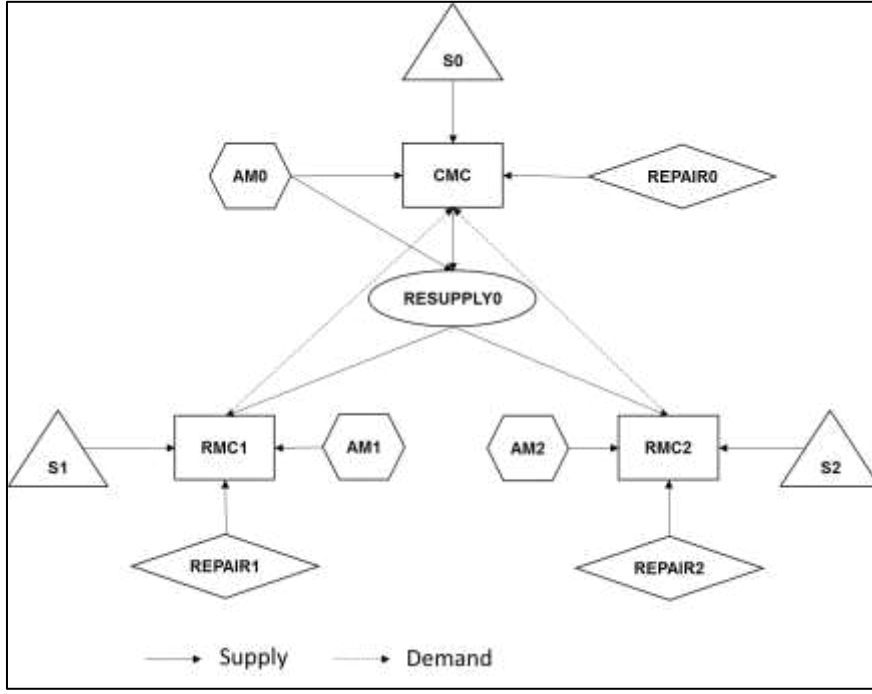 S0
AM0
CMC
REPAIR0
RESUPPLY0
S1
RMC1
AM1
AM2
RMC2
S2
REPAIR1
REPAIR2
Supply
Demand